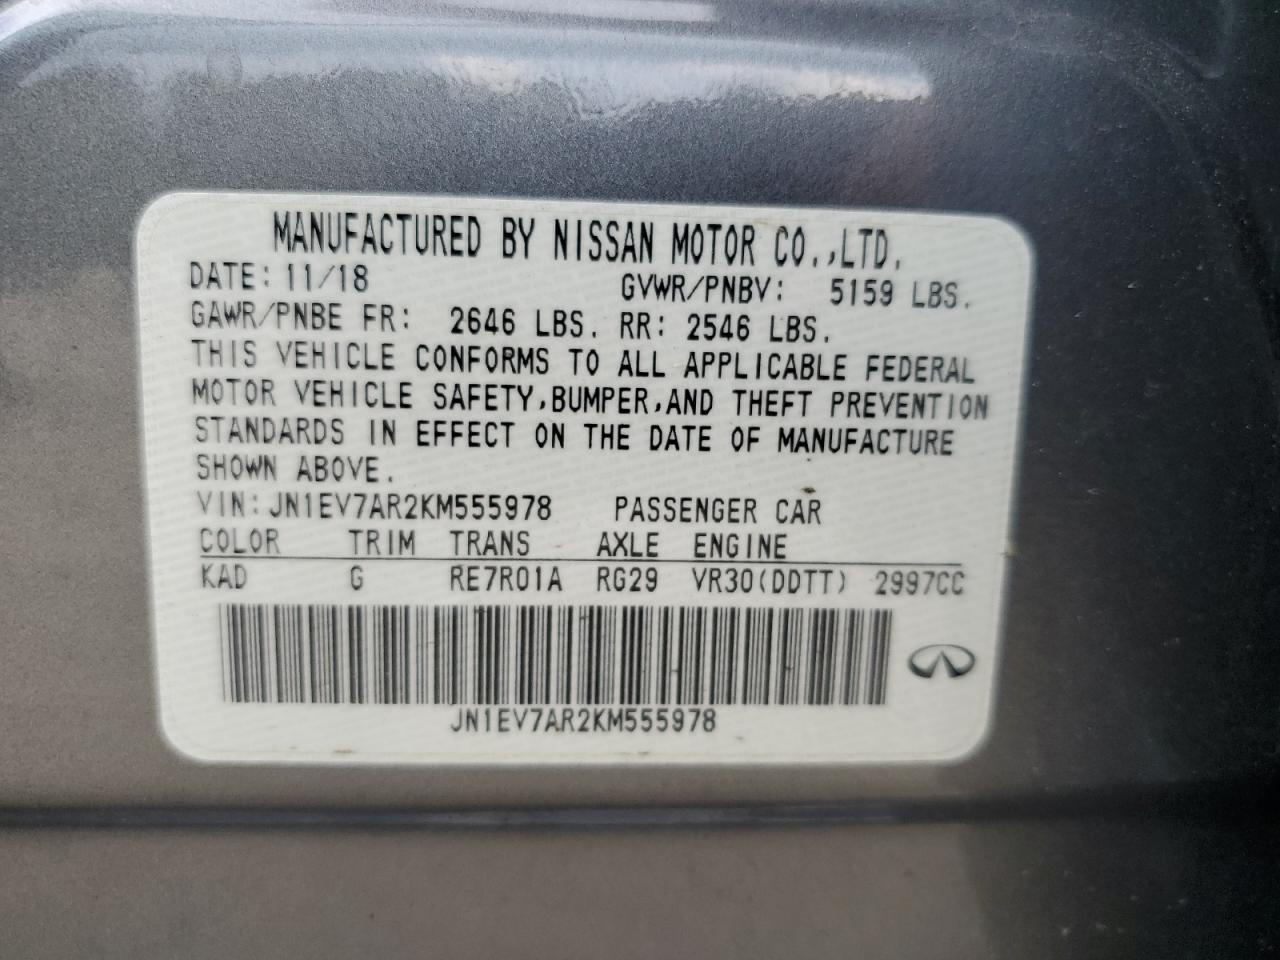 MANUFACTURED BY NISSAN MOTOR CO.,LTD.
DATE: 11/18 GVWR/PNBV: 5159 LBS.
GAWR/PNBE FR: 2646 LBS. RR: 2546 LBS.
THIS VEHICLE CONFORMS TO ALL APPLICABLE FEDERAL
MOTOR VEHICLE SAFETY,BUMPER,AND THEFT PREVENTION
STANDARDS IN EFFECT ON THE DATE OF MANUFACTURE
SHOWN ABOVE.
VIN:JN1EV7AR2KM555978 PASSENGER CAR
COLOR TRIM TRANS AXLE ENGINE
KAD G RE7R01A RG29 VR30(DDTT) 2997CC
JN1EV7AR2KM555978